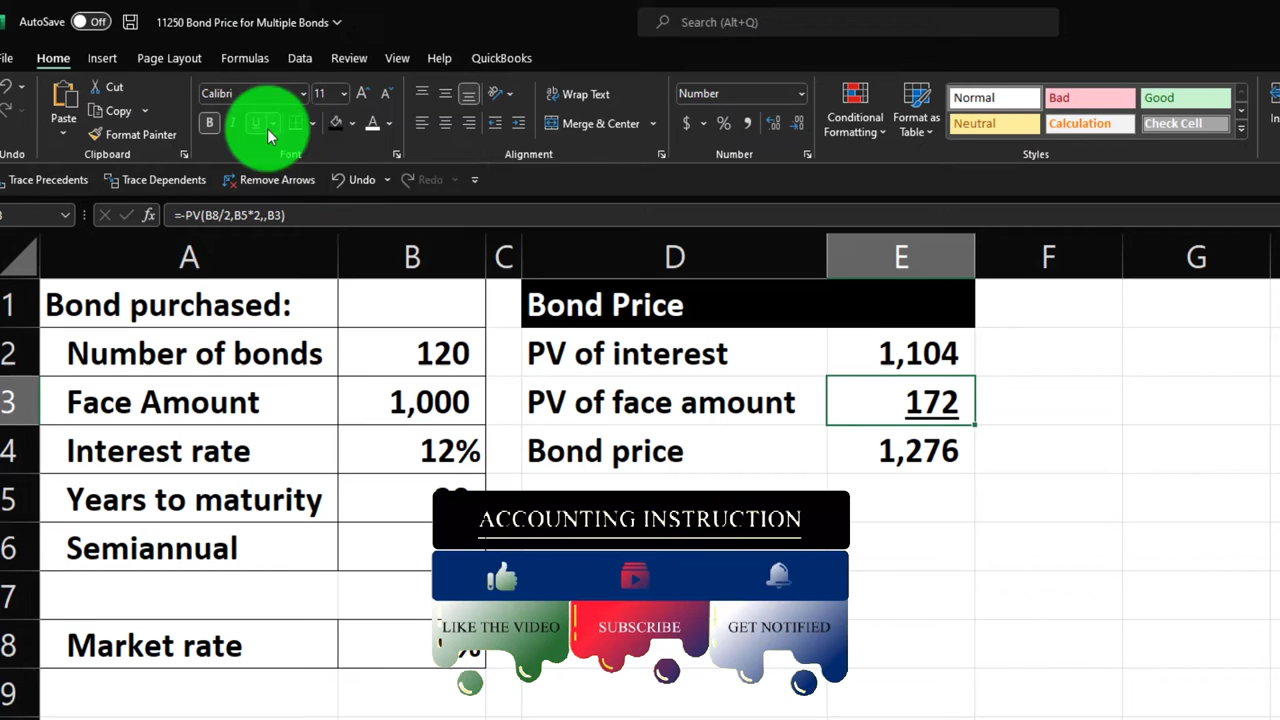 AutoSave Off 11250 Bond Price for Multiple Bonds Search (Alt+Q)
File Home Insert Page Layout Formulas Data Review View Help QuickBooks
Paste Cut Calibri 11 A A Wrap Text Number Conditional Formatting Format as Table Normal Bad Good
Copy B I U A Merge & Center $ % Neutral Calculation Check Cell
Format Painter
Undo Clipboard Font Alignment Number Styles
Trace Precedents Trace Dependents Remove Arrows Undo Redo
fx =-PV(B8/2,B5*2,,B3)
A B C D E F G
1 Bond purchased: Bond Price
2 Number of bonds 120 PV of interest 1,104
3 Face Amount 1,000 PV of face amount 172
4 Interest rate 12% Bond price 1,276
5 Years to maturity
ACCOUNTING INSTRUCTION
6 Semiannual
7
LIKE THE VIDEO SUBSCRIBE GET NOTIFIED
8 Market rate %
9